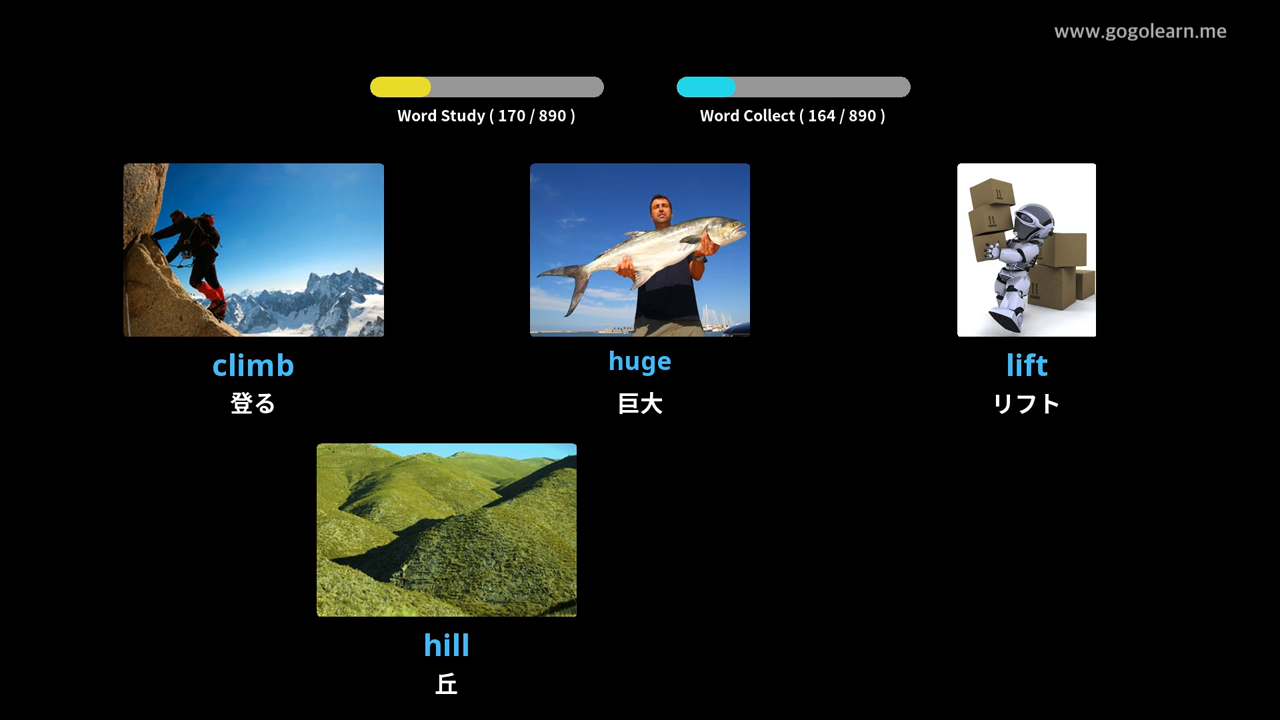 www.gogolearn.me
Word Study ( 170 / 890 )
Word Collect ( 164 / 890 )
climb
登る
huge
巨大
lift
リフト
hill
丘